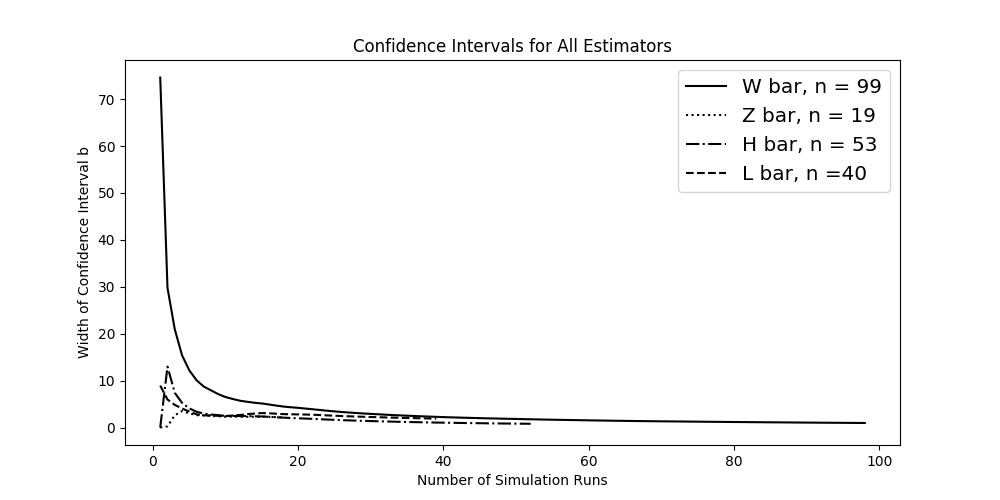 Confidence Intervals for All Estimators
W bar, n = 99
Z bar, n = 19
H bar, n = 53
L bar, n =40
Width of Confidence Interval b
70
60
50
40
30
20
10
0
0 20 40 60 80 100
Number of Simulation Runs